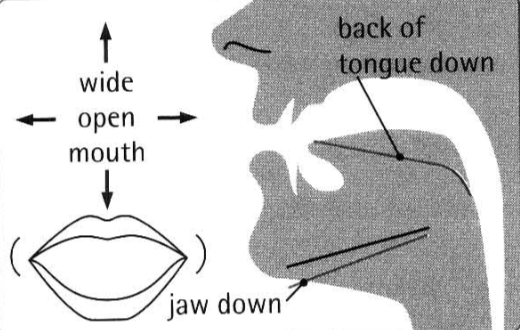 wide
open
mouth
back of
tongue down
jaw down